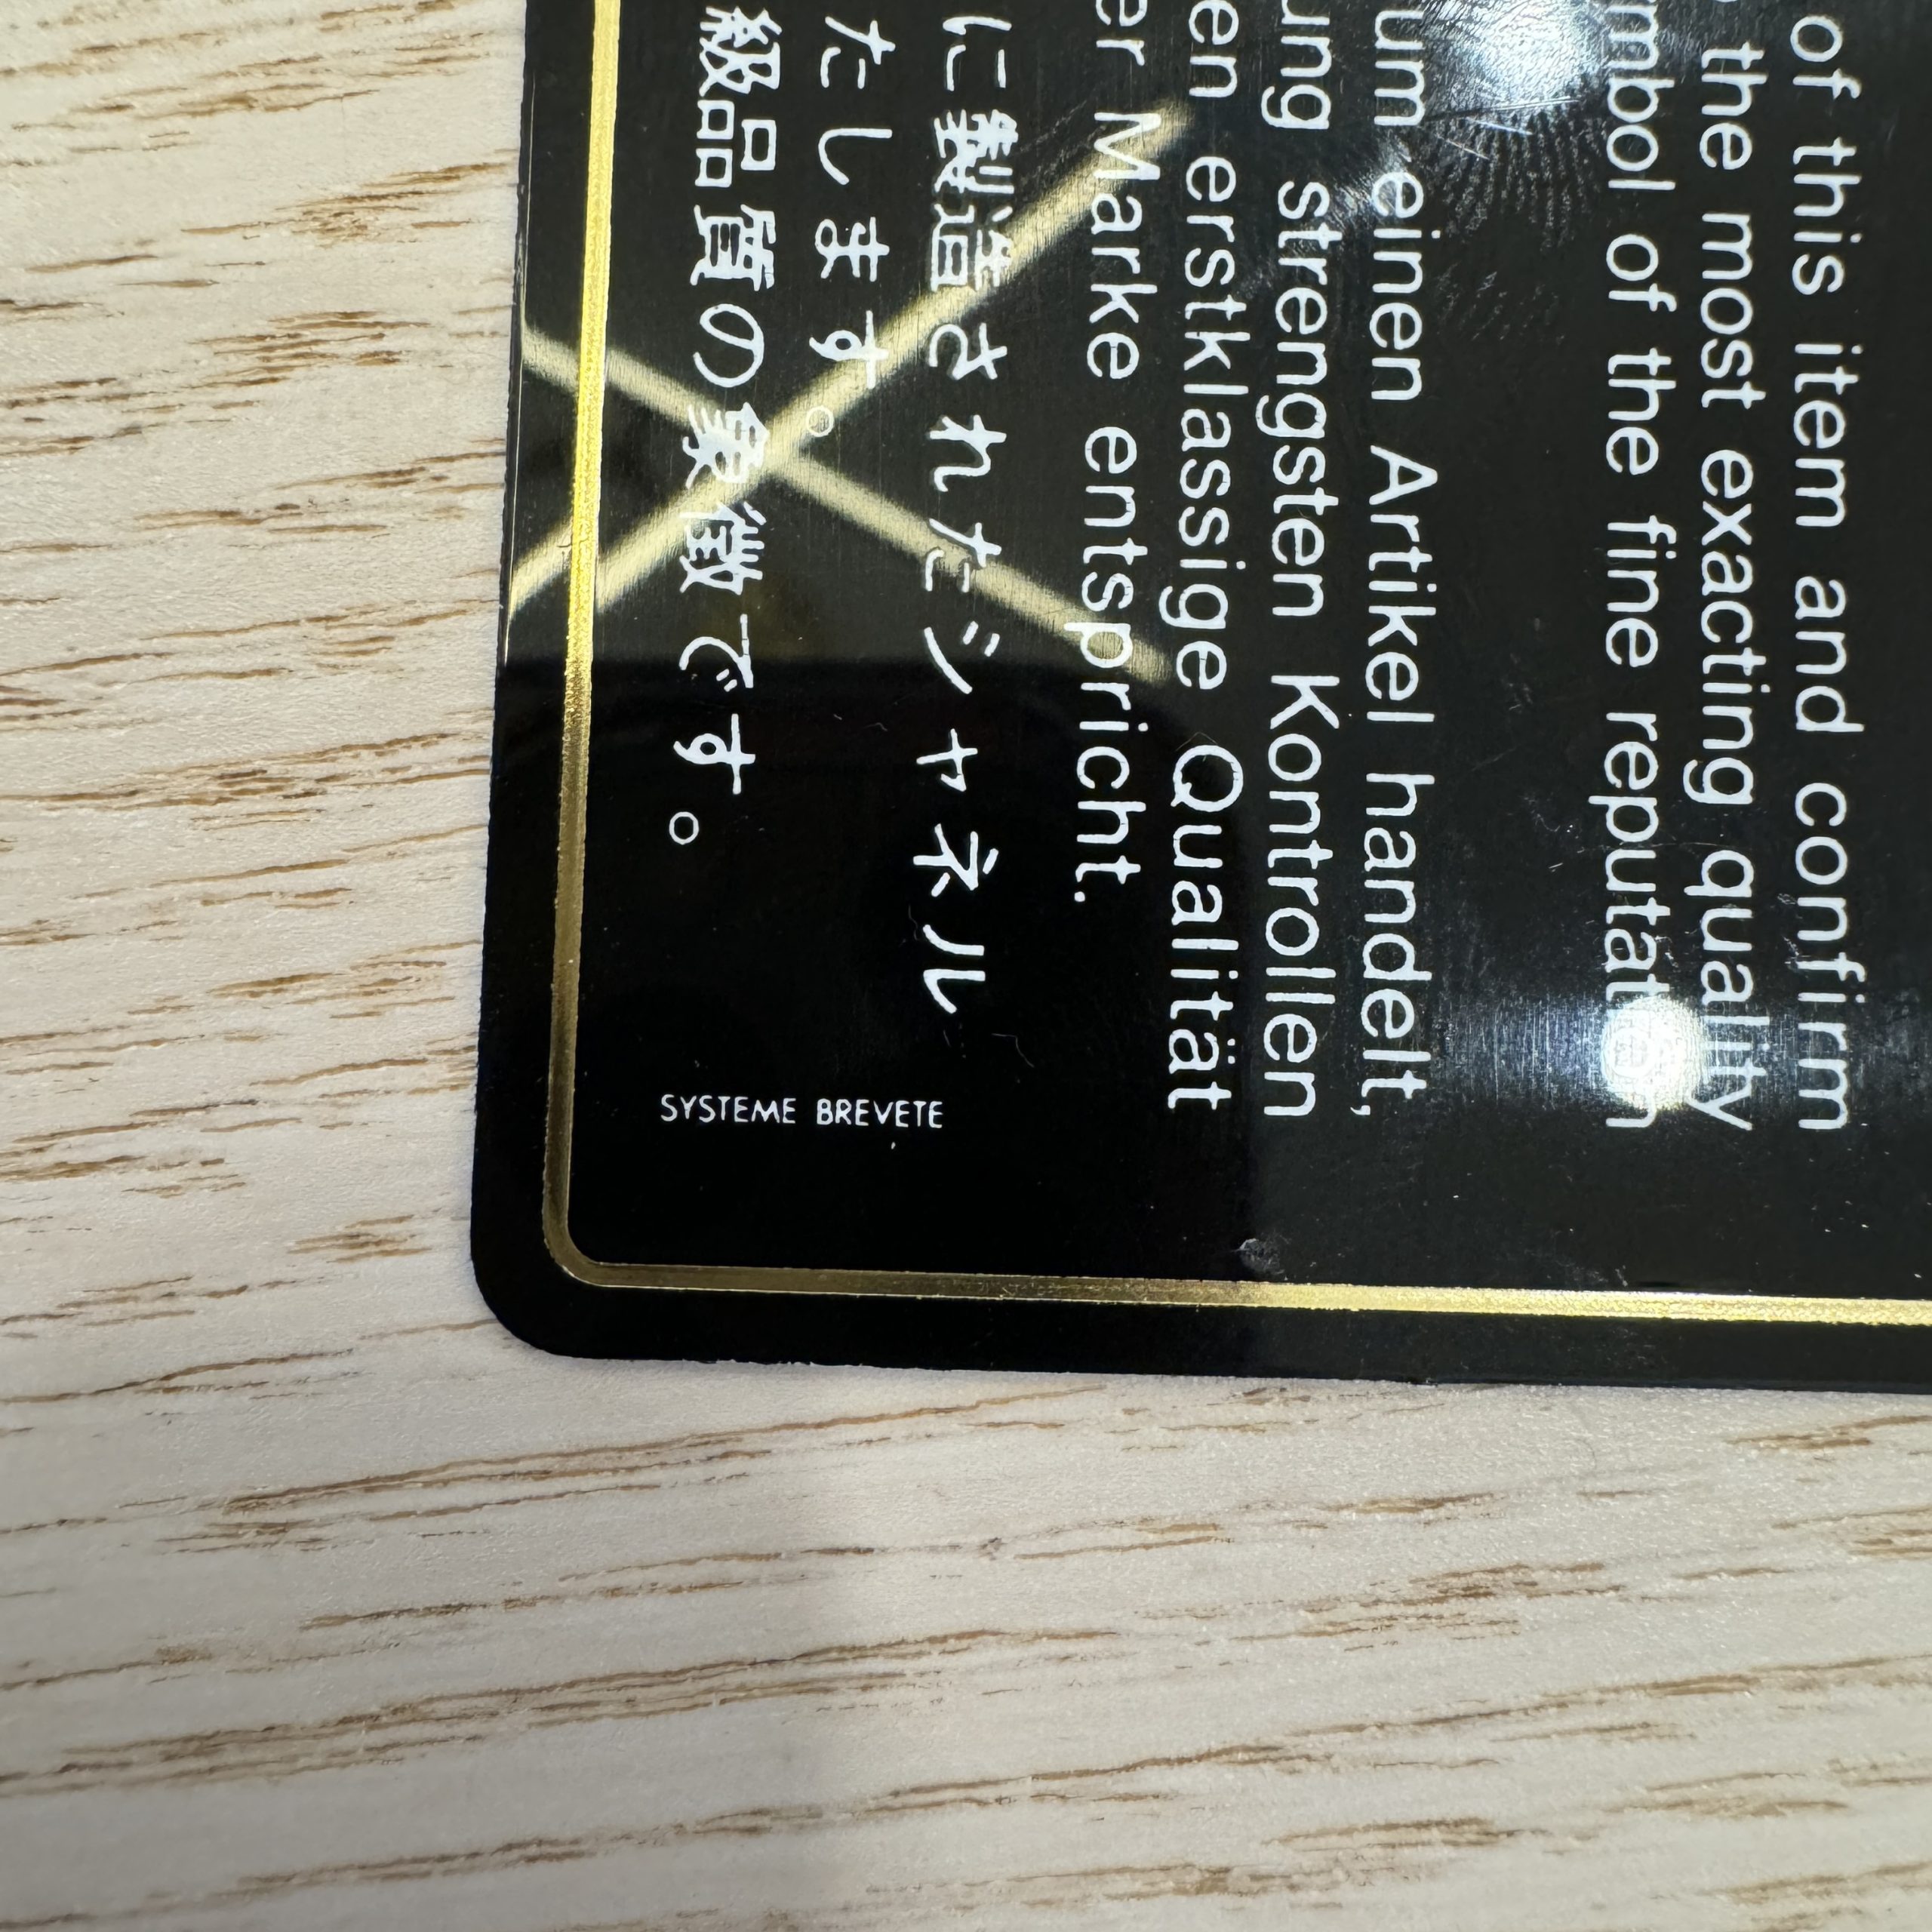 of this item and confirm
the most exacting quality
mbol of the fine reputation
um einen Artikel handelt,
ung strengsten Kontrollen
en erstklassige Qualität
er Marke entspricht.
に製造されたシャネル
たします。
級品質の象徴です。
SYSTEME BREVETE